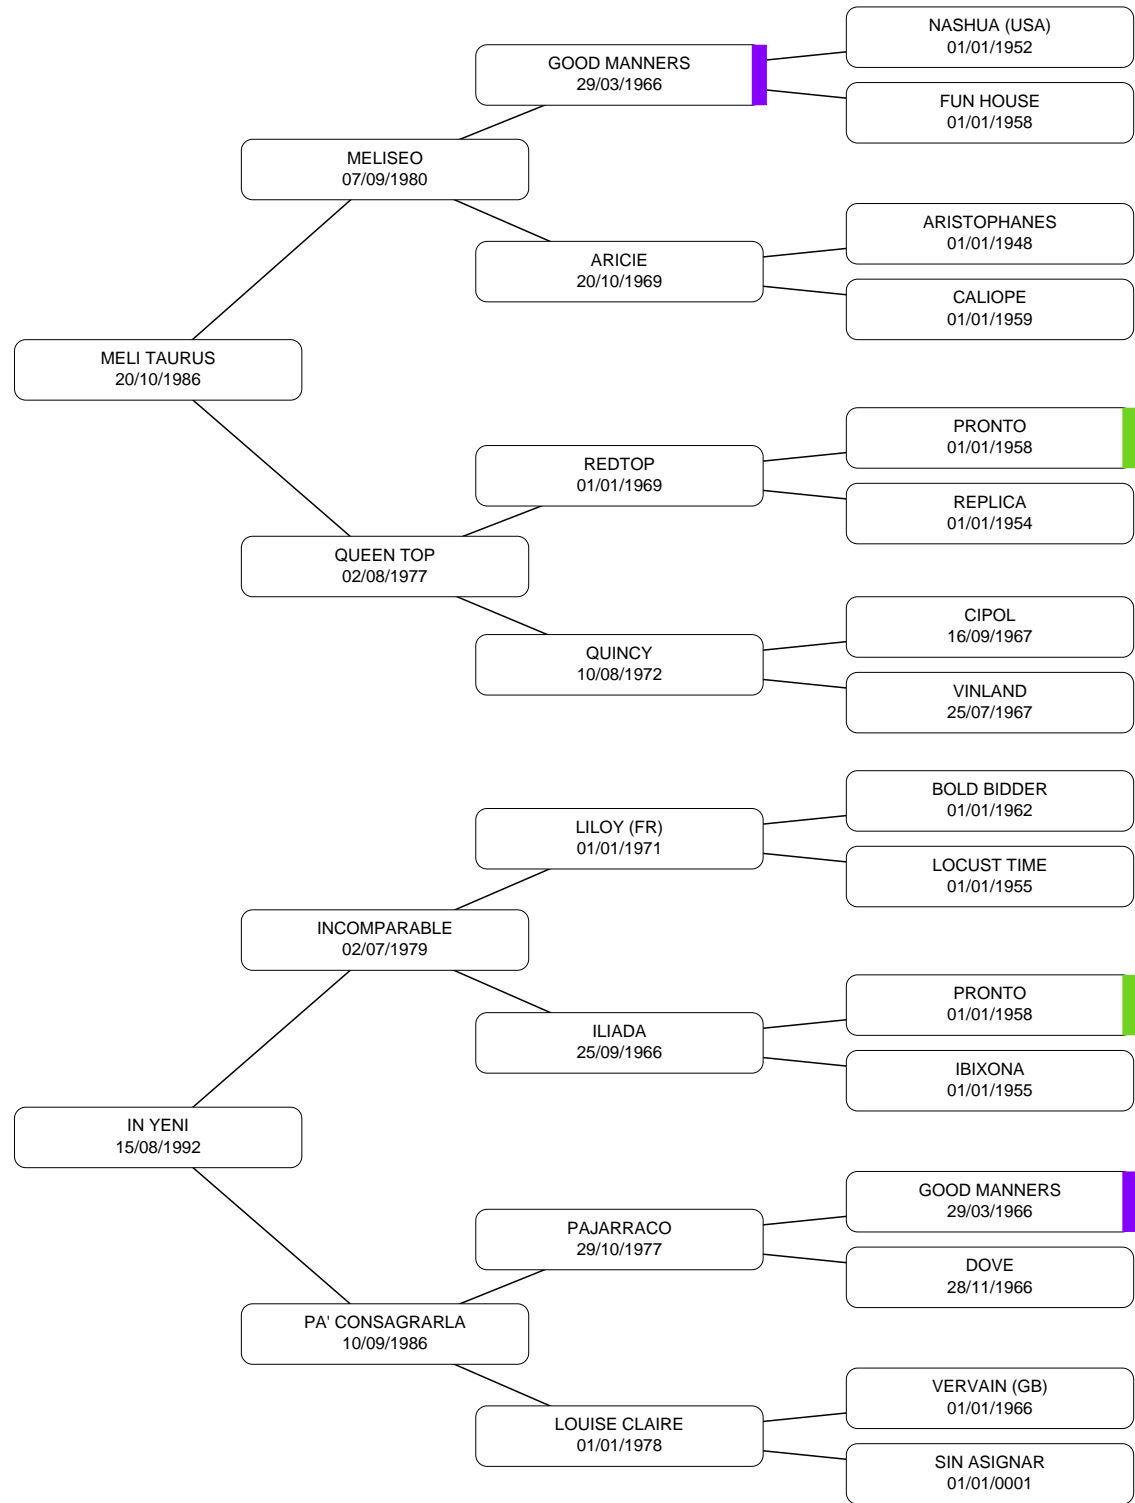 NASHUA (USA)
01/01/1952
GOOD MANNERS
29/03/1966
FUN HOUSE
01/01/1958
MELISEO
07/09/1980
ARISTOPHANES
01/01/1948
ARICIE
20/10/1969
CALIOPE
01/01/1959
MELI TAURUS
20/10/1986
PRONTO
01/01/1958
REDTOP
01/01/1969
REPLICA
01/01/1954
QUEEN TOP
02/08/1977
CIPOL
16/09/1967
QUINCY
10/08/1972
VINLAND
25/07/1967
BOLD BIDDER
01/01/1962
LILOY (FR)
01/01/1971
LOCUST TIME
01/01/1955
INCOMPARABLE
02/07/1979
PRONTO
01/01/1958
ILIADA
25/09/1966
IBIXONA
01/01/1955
IN YENI
15/08/1992
GOOD MANNERS
29/03/1966
PAJARRACO
29/10/1977
DOVE
28/11/1966
PA' CONSAGRARLA
10/09/1986
VERVAIN (GB)
01/01/1966
LOUISE CLAIRE
01/01/1978
SIN ASIGNAR
01/01/0001